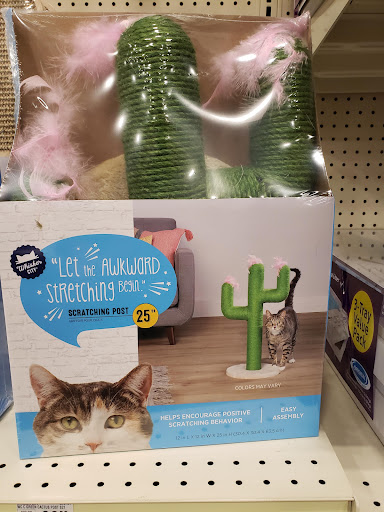 Whisker
CITY
"LET the AWKWARD
STRETCHING BEGIN."
SCRATCHING POST
25"
COLORS MAY VARY
HELPS ENCOURAGE POSITIVE
SCRATCHING BEHAVIOR
EASY
ASSEMBLY
3-Tray
Value
Pack